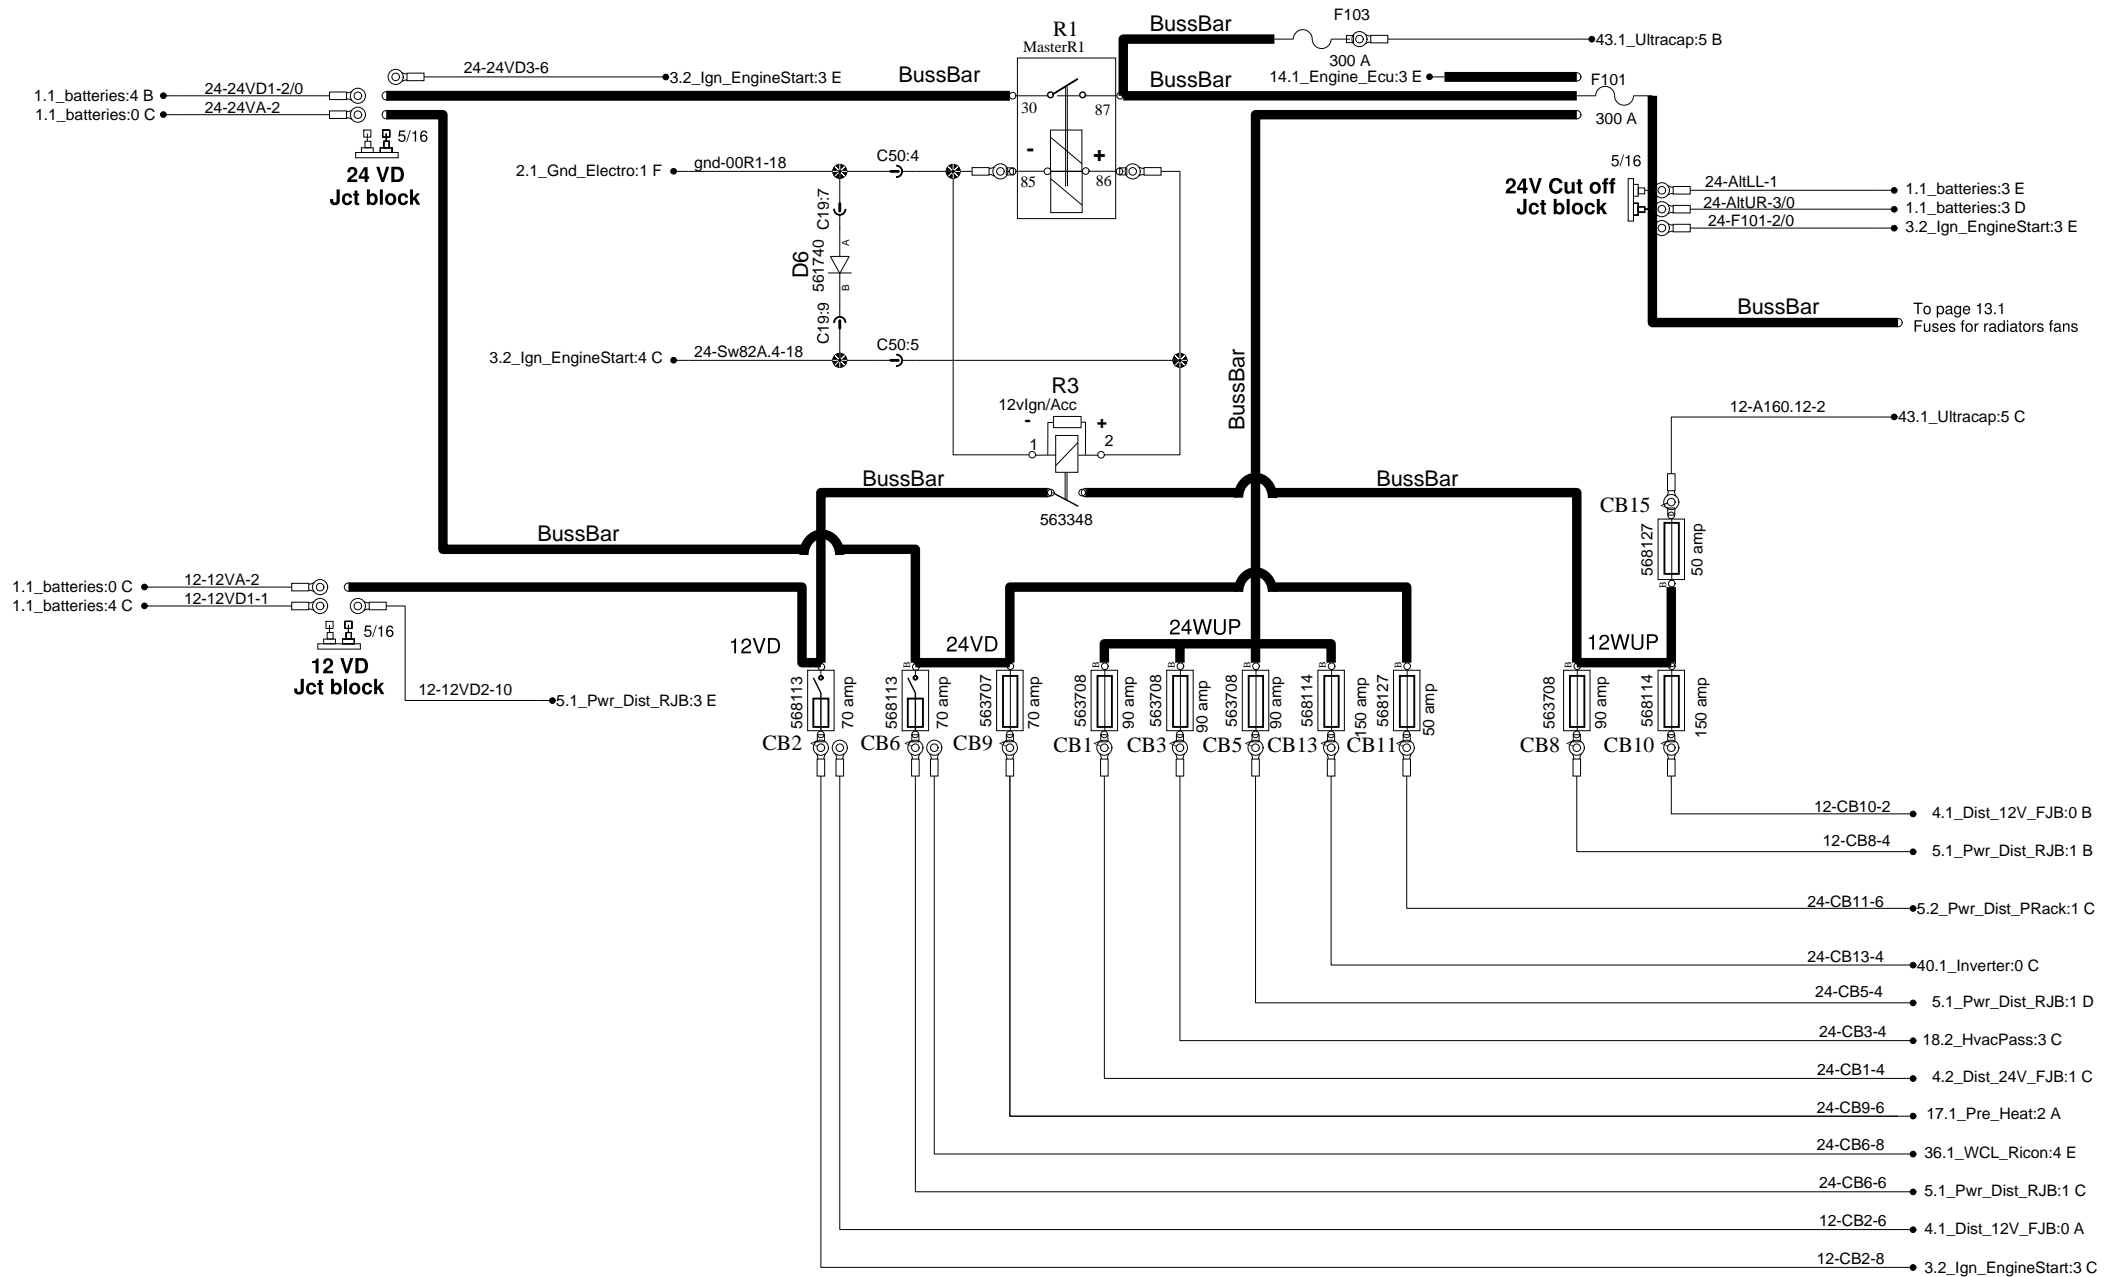 R1
MasterR1
BussBar
F103
300 A
43.1_Ultracap:5 B
24-24VD3-6
3.2_Ign_EngineStart:3 E
BussBar
BussBar
14.1_Engine_Ecu:3 E
F101
300 A
1.1_batteries:4 B
24-24VD1-2/0
1.1_batteries:0 C
24-24VA-2
30
87
5/16
24 VD
Jct block
2.1_Gnd_Electro:1 F
gnd-00R1-18
C50:4
-
+
85
86
C19:7
A
D6
561740
B
C19:9
3.2_Ign_EngineStart:4 C
24-Sw82A.4-18
C50:5
5/16
24V Cut off
Jct block
24-AltLL-1
1.1_batteries:3 E
24-AltUR-3/0
1.1_batteries:3 D
24-F101-2/0
3.2_Ign_EngineStart:3 E
BussBar
To page 13.1
Fuses for radiators fans
BussBar
R3
12vIgn/Acc
-
+
1
2
563348
12-A160.12-2
43.1_Ultracap:5 C
BussBar
BussBar
BussBar
CB15
568127
50 amp
B
1.1_batteries:0 C
12-12VA-2
1.1_batteries:4 C
12-12VD1-1
5/16
12 VD
Jct block
12-12VD2-10
5.1_Pwr_Dist_RJB:3 E
12VD
24VD
24WUP
12WUP
B
B
B
B
B
B
568113
70 amp
568113
70 amp
563707
70 amp
563708
90 amp
563708
90 amp
563708
90 amp
568114
150 amp
568127
50 amp
563708
90 amp
568114
150 amp
CB2
CB6
CB9
CB1
CB3
CB5
CB13
CB11
CB8
CB10
12-CB10-2
4.1_Dist_12V_FJB:0 B
12-CB8-4
5.1_Pwr_Dist_RJB:1 B
24-CB11-6
5.2_Pwr_Dist_PRack:1 C
24-CB13-4
40.1_Inverter:0 C
24-CB5-4
5.1_Pwr_Dist_RJB:1 D
24-CB3-4
18.2_HvacPass:3 C
24-CB1-4
4.2_Dist_24V_FJB:1 C
24-CB9-6
17.1_Pre_Heat:2 A
24-CB6-8
36.1_WCL_Ricon:4 E
24-CB6-6
5.1_Pwr_Dist_RJB:1 C
12-CB2-6
4.1_Dist_12V_FJB:0 A
12-CB2-8
3.2_Ign_EngineStart:3 C